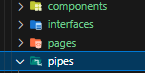 components
interfaces
pages
pipes